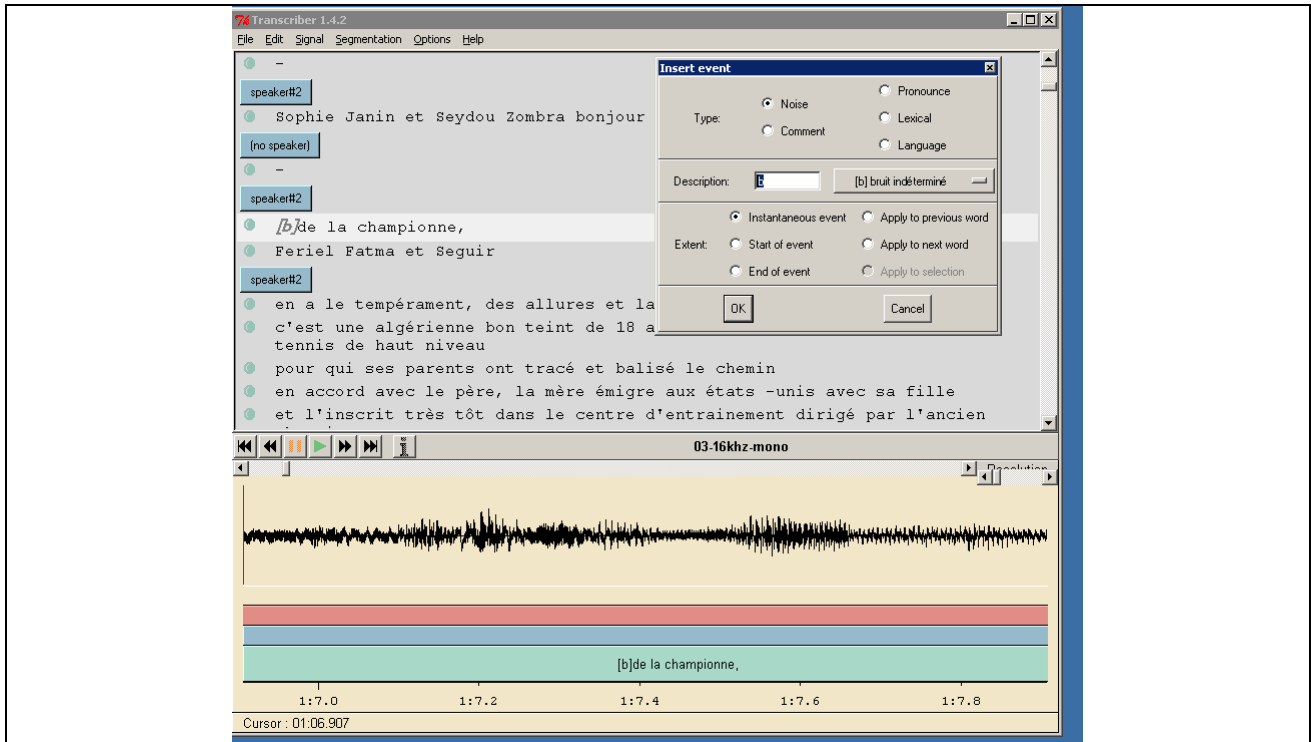 Transcriber 1.4.2
File Edit Signal Segmentation Options Help
-
speaker#2
Sophie Janin et Seydou Zombra bonjour
(no speaker)
-
speaker#2
[b]de la championne,
Feriel Fatma et Seguir
speaker#2
en a le tempérament, des allures et la
c'est une algérienne bon teint de 18 a
tennis de haut niveau
pour qui ses parents ont tracé et balisé le chemin
en accord avec le père, la mère émigre aux états -unis avec sa fille
et l'inscrit très tôt dans le centre d'entrainement dirigé par l'ancien
Insert event
Type:
Noise
Comment
Pronounce
Lexical
Language
Description: b [b] bruit indéterminé
Extent:
Instantaneous event
Start of event
End of event
Apply to previous word
Apply to next word
Apply to selection
OK Cancel
03-16khz-mono
Resolution
[b]de la championne,
1:7.0 1:7.2 1:7.4 1:7.6 1:7.8
Cursor : 01:06.907